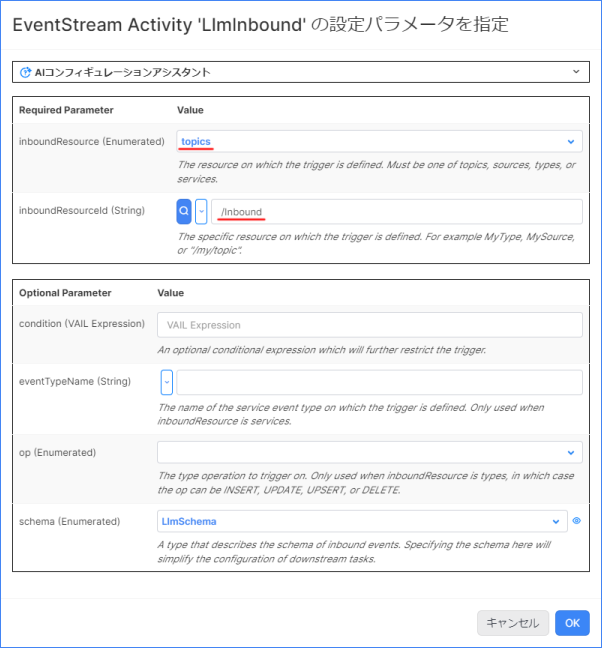 EventStream Activity 'LlmInbound' の設定パラメータを指定
AIコンフィギュレーションアシスタント
Required Parameter Value
inboundResource (Enumerated) topics
The resource on which the trigger is defined. Must be one of topics, sources, types, or
services.
inboundResourceId (String) /Inbound
The specific resource on which the trigger is defined. For example MyType, MySource,
or "/my/topic".
Optional Parameter Value
condition (VAIL Expression) VAIL Expression
An optional conditional expression which will further restrict the trigger.
eventTypeName (String)
The name of the service event type on which the trigger is defined. Only used when
inboundResource is services.
op (Enumerated)
The type operation to trigger on. Only used when inboundResource is types, in which case
the op can be INSERT, UPDATE, UPSERT, or DELETE.
schema (Enumerated) LlmSchema
A type that describes the schema of inbound events. Specifying the schema here will
simplify the configuration of downstream tasks.
キャンセル OK